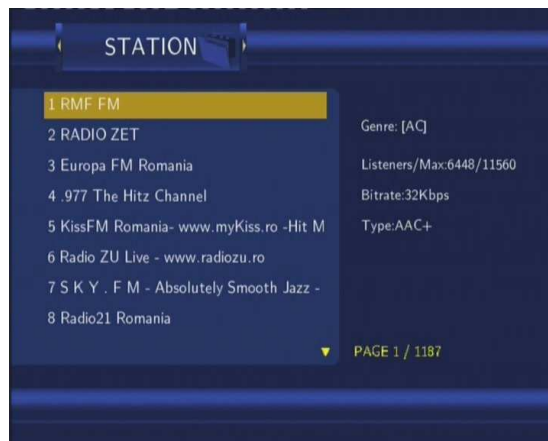 STATION
1 RMF FM
2 RADIO ZET
3 Europa FM Romania
4 .977 The Hitz Channel
5 KissFM Romania- www.myKiss.ro -Hit M
6 Radio ZU Live - www.radiozu.ro
7 S K Y . F M - Absolutely Smooth Jazz -
8 Radio21 Romania
Genre: [AC]
Listeners/Max:6448/11560
Bitrate:32Kbps
Type:AAC+
PAGE 1 / 1187